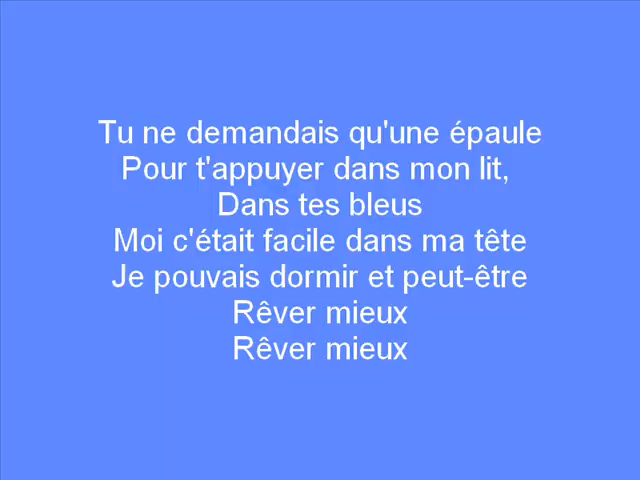 Tu ne demandais qu'une épaule
Pour t'appuyer dans mon lit,
Dans tes bleus
Moi c'était facile dans ma tête
Je pouvais dormir et peut-être
Rêver mieux
Rêver mieux